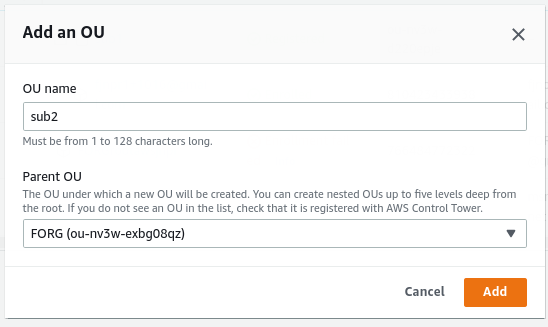 Add an OU
OU name
sub2
Must be from 1 to 128 characters long.
Parent OU
The OU under which a new OU will be created. You can create nested OUs up to five levels deep from
the root. If you do not see an OU in the list, check that it is registered with AWS Control Tower.
FORG (ou-nv3w-exbg08qz)
Cancel
Add